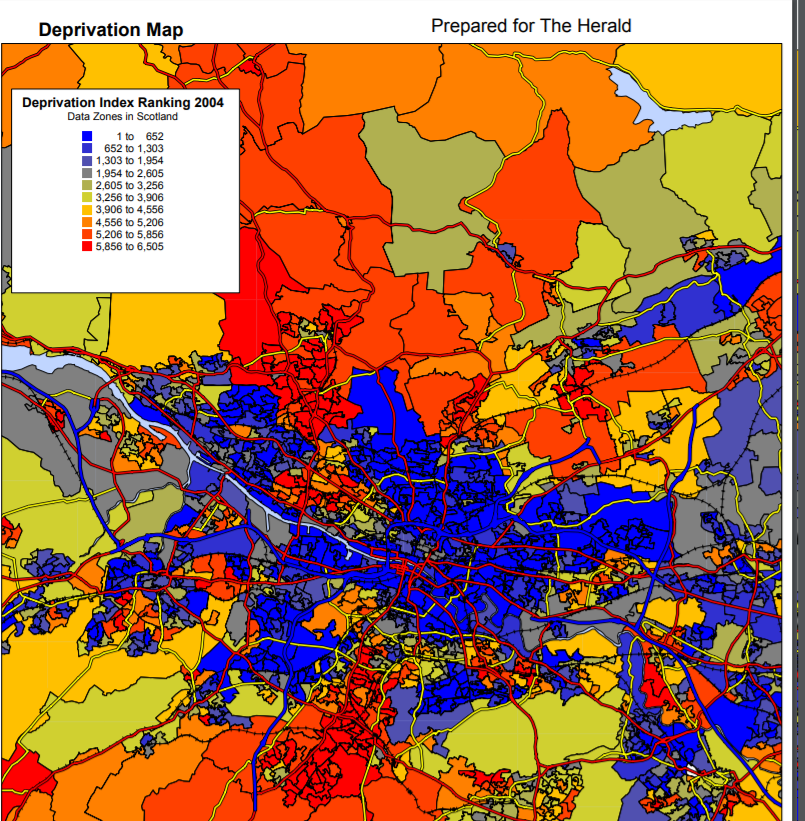 Deprivation Map
Prepared for The Herald
Deprivation Index Ranking 2004
Data Zones in Scotland
1 to 652
652 to 1,303
1,303 to 1,954
1,954 to 2,605
2,605 to 3,256
3,256 to 3,906
3,906 to 4,556
4,556 to 5,206
5,206 to 5,856
5,856 to 6,505